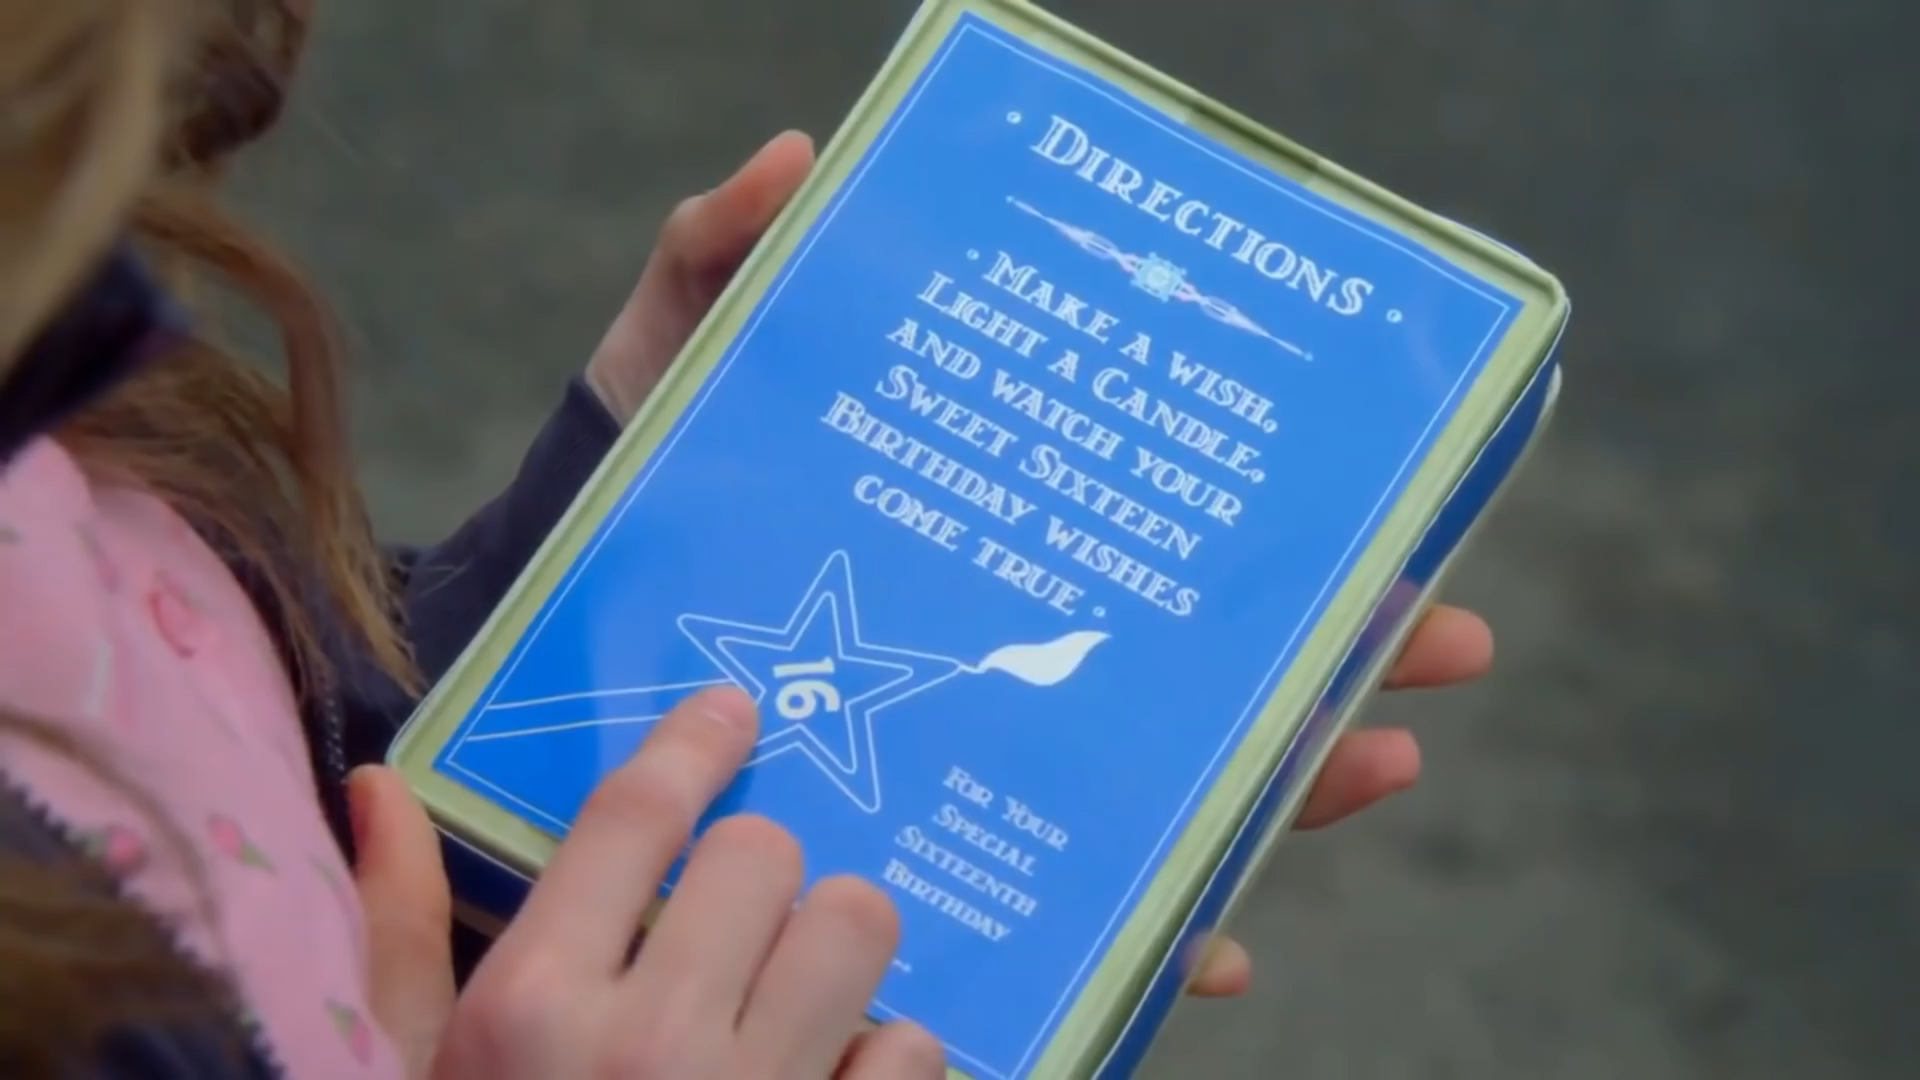 • DIRECTIONS •
• MAKE A WISH,
LIGHT A CANDLE,
AND WATCH YOUR
SWEET SIXTEEN
BIRTHDAY WISHES
COME TRUE •
16
FOR YOUR
SPECIAL
SIXTEENTH
BIRTHDAY